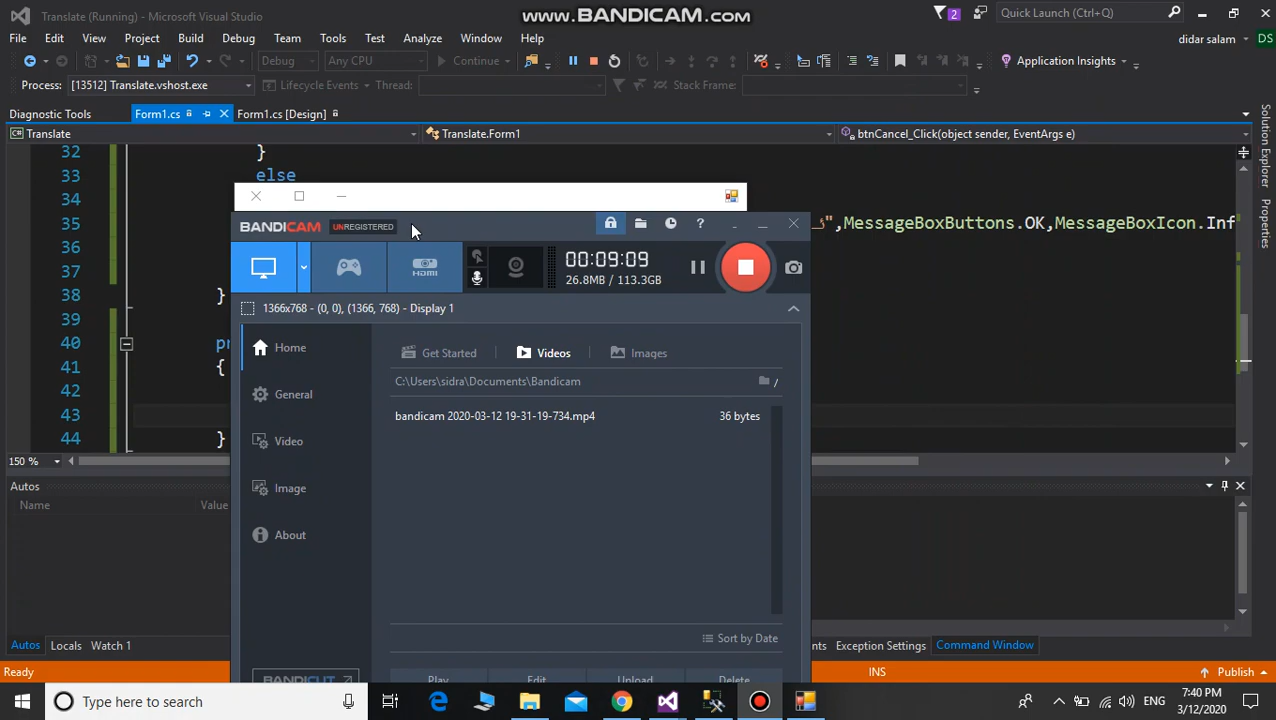 Translate (Running) - Microsoft Visual Studio
www.BANDICAM.com
2
Quick Launch (Ctrl+Q)
File Edit View Project Build Debug Team Tools Test Analyze Window Help
didar salam DS
Debug Any CPU Continue Application Insights
Process: [13512] Translate.vshost.exe Lifecycle Events Thread: Stack Frame:
Diagnostic Tools Form1.cs Form1.cs [Design]
Translate Translate.Form1 btnCancel_Click(object sender, EventArgs e)
Solution Explorer
Properties
32 }
33 else
34
35 ",MessageBoxButtons.OK,MessageBoxIcon.Inf
36
37
38 }
39
40 pr
41 {
42
43
44 }
150 %
BANDICAM UNREGISTERED
?
HDMI
00:09:09
26.8MB / 113.3GB
1366x768 - (0, 0), (1366, 768) - Display 1
Home
General
Video
Image
About
Get Started Videos Images
C:\Users\sidra\Documents\Bandicam /
bandicam 2020-03-12 19-31-19-734.mp4 36 bytes
Sort by Date
BANDICUT
Play Edit Upload Delete
Autos
Name Value
Autos Locals Watch 1
nts Exception Settings Command Window
Ready INS Publish
Type here to search
ENG
7:40 PM
3/12/2020